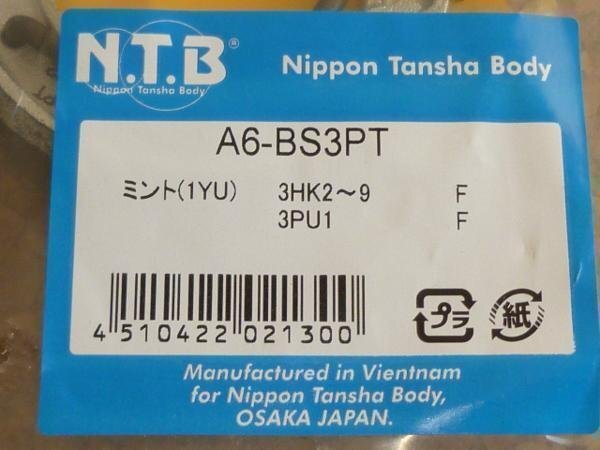 N.T.B®
Nippon Tansha Body
Nippon Tansha Body
A6-BS3PT
ミント(1YU) 3HK2～9 F
3PU1 F
4 510422 021300
プラ 紙
Manufactured in Vientnam
for Nippon Tansha Body,
OSAKA JAPAN.